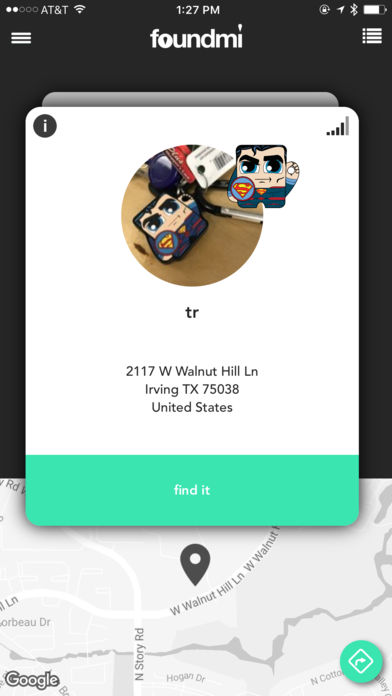 AT&T 1:27 PM
foundmi
i
tr
2117 W Walnut Hill Ln
Irving TX 75038
United States
find it
W Walnut Hill Ln
W Walnut
Ln
orbeau Dr
N Story Rd
Hogan Dr
N Cotto
Google